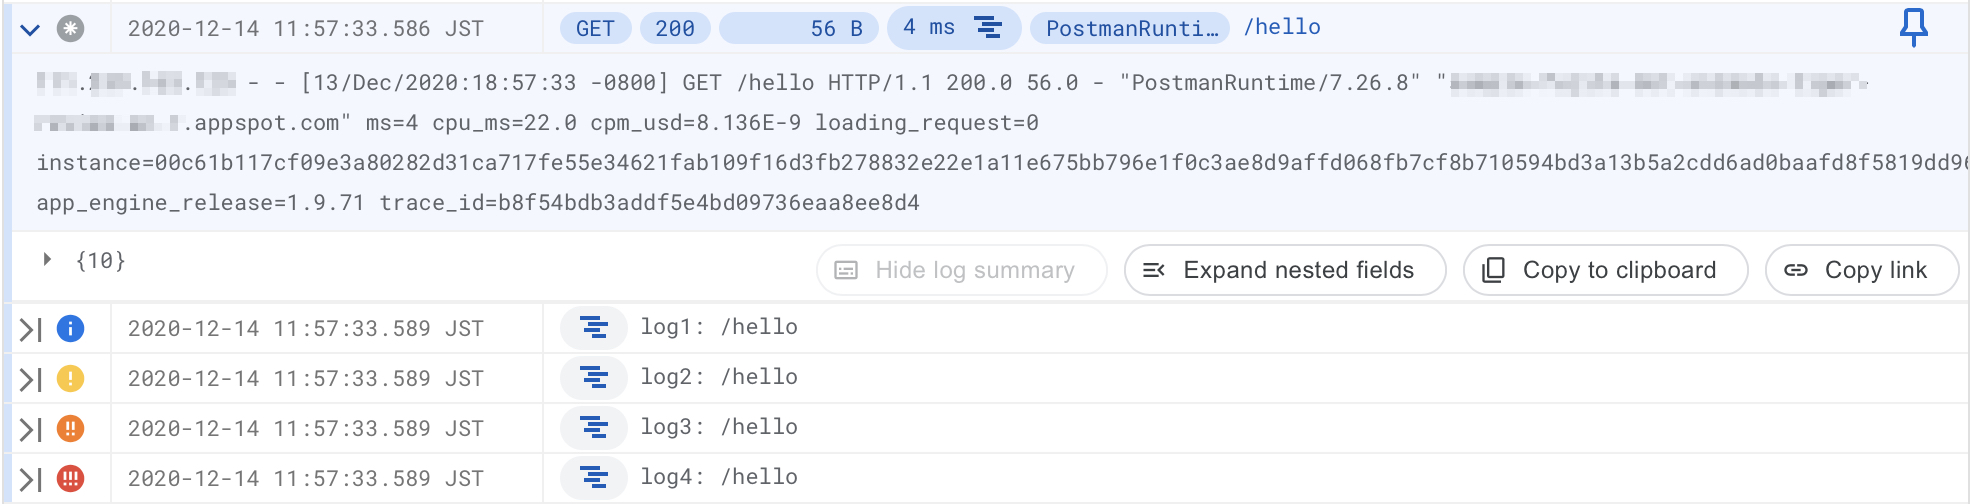 2020-12-14 11:57:33.586 JST GET 200 56 B 4 ms PostmanRunti… /hello
- - [13/Dec/2020:18:57:33 -0800] GET /hello HTTP/1.1 200.0 56.0 - "PostmanRuntime/7.26.8" "
.appspot.com" ms=4 cpu_ms=22.0 cpm_usd=8.136E-9 loading_request=0
instance=00c61b117cf09e3a80282d31ca717fe55e34621fab109f16d3fb278832e22e1a11e675bb796e1f0c3ae8d9affd068fb7cf8b710594bd3a13b5a2cdd6ad0baafd8f5819dd96
app_engine_release=1.9.71 trace_id=b8f54bdb3addf5e4bd09736eaa8ee8d4
{10} Hide log summary Expand nested fields Copy to clipboard Copy link
2020-12-14 11:57:33.589 JST log1: /hello
2020-12-14 11:57:33.589 JST log2: /hello
2020-12-14 11:57:33.589 JST log3: /hello
2020-12-14 11:57:33.589 JST log4: /hello